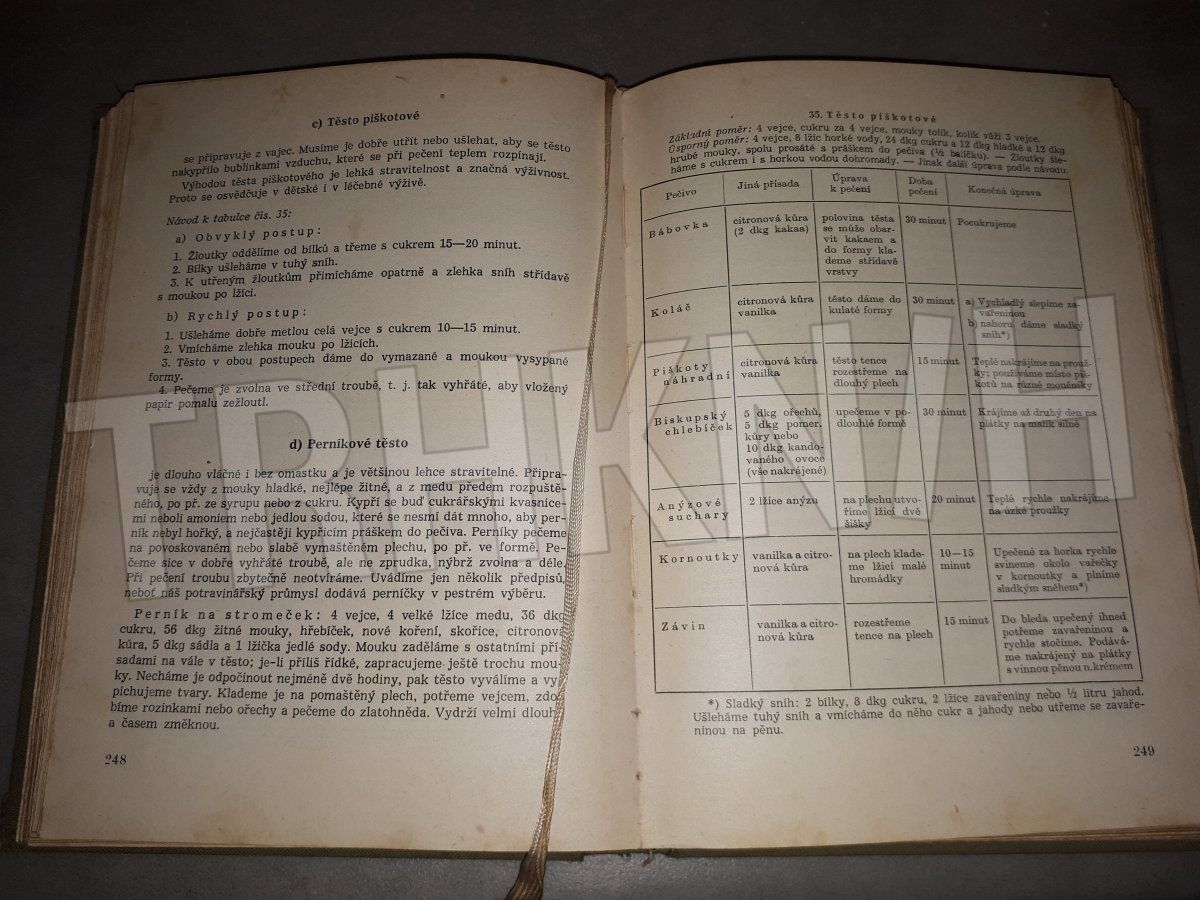 c) Těsto piškotové
se připravuje z vajec. Musíme je dobře utřít nebo ušlehat, aby se těsto
nakypřilo bublinkami vzduchu, které se při pečení teplem rozpínají.
Výhodou těsta piškotového je lehká stravitelnost a značná výživnost.
Proto se osvědčuje v dětské i v léčebné výživě.
Návod k tabulce čís. 35:
a) Obvyklý postup:
1. Žloutky oddělíme od bílků a třeme s cukrem 15—20 minut.
2. Bílky ušleháme v tuhý sníh.
3. K utřeným žloutkům přimícháme opatrně a zlehka sníh střídavě
s moukou po lžíci.
b) Rychlý postup:
1. Ušleháme dobře metlou celá vejce s cukrem 10—15 minut.
2. Vmícháme zlehka mouku po lžících.
3. Těsto v obou postupech dáme do vymazané a moukou vysypané
formy.
4. Pečeme je zvolna ve střední troubě, t. j. tak vyhřáté, aby vložený
papír pomalu zežloutl.
d) Perníkové těsto
je dlouho vláčné i bez omastku a je většinou lehce stravitelné. Připra-
vuje se vždy z mouky hladké, nejlépe žitné, a z medu předem rozpuště-
ného, po př. ze syrupu nebo z cukru. Kypří se buď cukrářskými kvasnice-
mi neboli amoniem nebo jedlou sodou, které se nesmí dát mnoho, aby per-
ník nebyl hořký, a nejčastěji kypřicím práškem do pečiva. Perníky pečeme
na povoskovaném nebo slabě vymaštěném plechu, po př. ve formě. Pe-
čeme sice v dobře vyhřáté troubě, ale ne zprudka, nýbrž zvolna a déle.
Při pečení troubu zbytečně neotvíráme. Uvádíme jen několik předpisů,
neboť náš potravinářský průmysl dodává perníčky v pestrém výběru.
Perník na stromeček: 4 vejce, 4 velké lžíce medu, 36 dkg
cukru, 56 dkg žitné mouky, hřebíček, nové koření, skořice, citronová
kůra, 5 dkg sádla a 1 lžička jedlé sody. Mouku zaděláme s ostatními pří-
sadami na vále v těsto; je-li příliš řídké, zapracujeme ještě trochu mou-
ky. Necháme je odpočinout nejméně dvě hodiny, pak těsto vyválíme a vy-
pichujeme tvary. Klademe je na pomaštěný plech, potřeme vejcem, zdo-
bíme rozinkami nebo ořechy a pečeme do zlatohněda. Vydrží velmi dlouho
a časem změknou.
248
35. Těsto piškotové
Základní poměr: 4 vejce, cukru za 4 vejce, mouky tolik, kolik váží 3 vejce.
Úsporný poměr: 4 vejce, 8 lžic horké vody, 24 dkg cukru a 12 dkg hladké a 12 dkg
hrubé mouky, spolu prosáté s práškem do pečiva (½ balíčku). — Žloutky šle-
háme s cukrem i s horkou vodou dohromady. — Jinak další úprava podle návodu.
Pečivo Jiná přísada Úprava k pečení Doba pečení Konečná úprava
Bábovka citronová kůra polovina těsta 30 minut Pocukrujeme
(2 dkg kakaa) se může obar-
vit kakaem a
do formy kla-
deme střídavě
vrstvy
Koláč citronová kůra těsto dáme do 30 minut a) Vychladlý slepíme za-
vanilka kulaté formy vařeninou
b) nahoru dáme sladký
sníh*)
Piškoty citronová kůra těsto tence 15 minut Teplé nakrájíme na prouž-
náhradní vanilka rozestřeme na ky; používáme místo piš-
dlouhý plech kotů na různé moučníky
Biskupský 5 dkg ořechů, upečeme v po- 30 minut Krájíme až druhý den na
chlebíček 5 dkg pomer. dlouhlé formě plátky na malík silné
kůry nebo
10 dkg kando-
vaného ovoce
(vše nakrájené)
Anýzové 2 lžíce anýzu na plechu utvo- 20 minut Teplé rychle nakrájíme
suchary říme lžící dvě na úzké proužky
šišky
Kornoutky vanilka a citro- na plech klade- 10—15 Upečené za horka rychle
nová kůra me lžící malé minut svineme okolo vařečky
hromádky v kornoutky a plníme
sladkým sněhem*)
Závin vanilka a citro- rozestřeme 15 minut Do bleda upečený ihned
nová kůra tence na plech potřeme zavařeninou a
rychle stočíme. Podává-
me nakrájený na plátky
s vinnou pěnou n. krémem
*) Sladký sníh: 2 bílky, 8 dkg cukru, 2 lžíce zavařeniny nebo ½ litru jahod.
Ušleháme tuhý sníh a vmícháme do něho cukr a jahody nebo utřeme se zavaře-
ninou na pěnu.
249